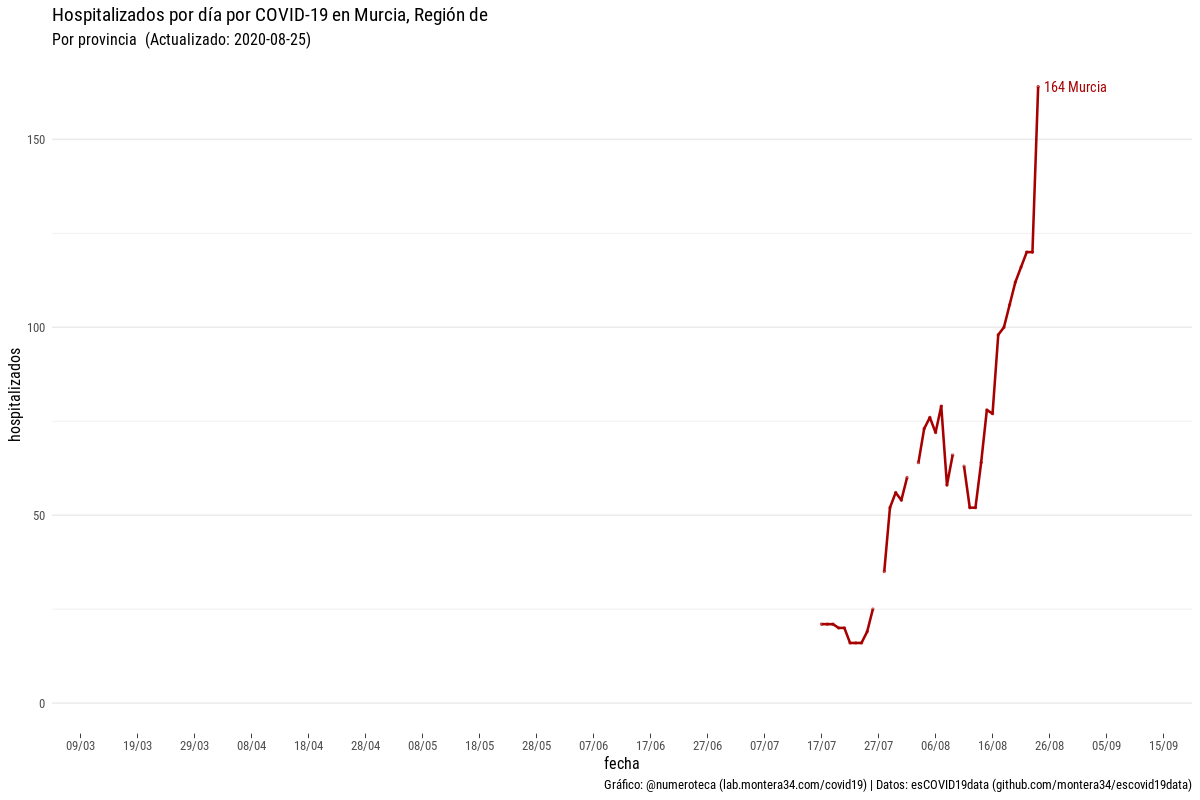 Hospitalizados por día por COVID-19 en Murcia, Región de
Por provincia  (Actualizado: 2020-08-25)
164 Murcia
150
100
50
0
hospitalizados
09/03 19/03 29/03 08/04 18/04 28/04 08/05 18/05 28/05 07/06 17/06 27/06 07/07 17/07 27/07 06/08 16/08 26/08 05/09 15/09
fecha
Gráfico: @numeroteca (lab.montera34.com/covid19) | Datos: esCOVID19data (github.com/montera34/escovid19data)